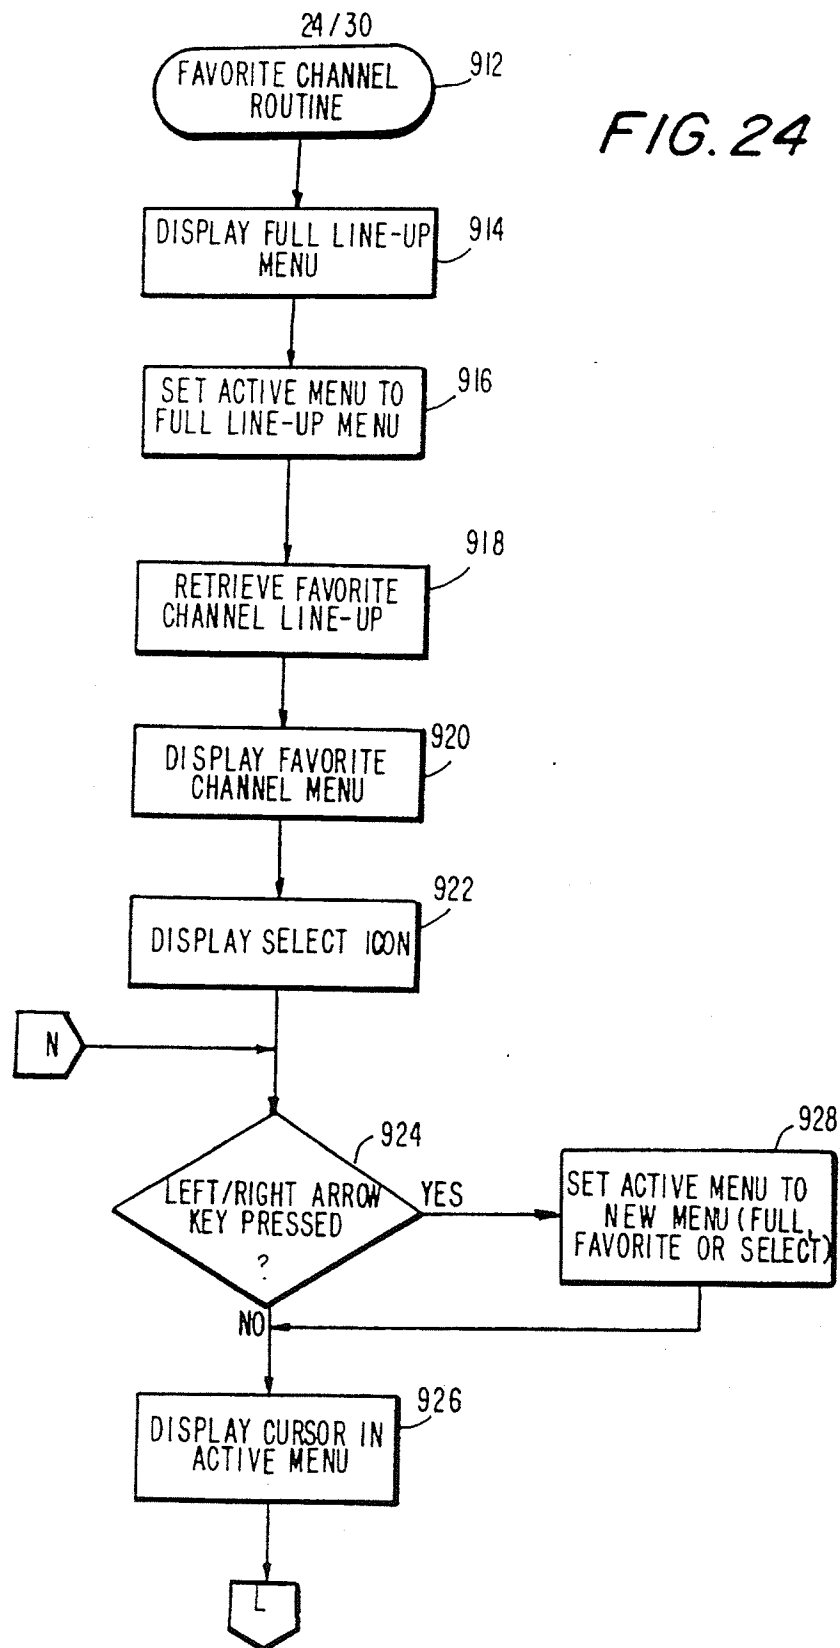 24/30
FAVORITE CHANNEL
ROUTINE
912
FIG. 24
DISPLAY FULL LINE-UP
MENU
914
SET ACTIVE MENU TO
FULL LINE-UP MENU
916
RETRIEVE FAVORITE
CHANNEL LINE-UP
918
DISPLAY FAVORITE
CHANNEL MENU
920
DISPLAY SELECT ICON
922
N
924
LEFT/RIGHT ARROW
KEY PRESSED
?
YES
928
SET ACTIVE MENU TO
NEW MENU (FULL,
FAVORITE OR SELECT)
NO
DISPLAY CURSOR IN
ACTIVE MENU
926
L